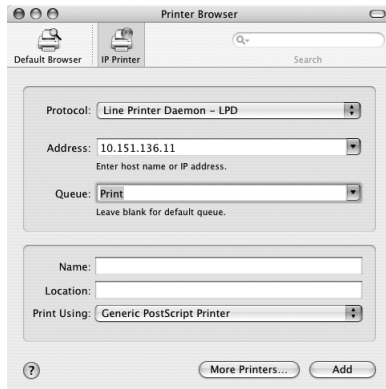 Printer Browser
Default Browser
IP Printer
Search
Protocol: Line Printer Daemon – LPD
Address: 10.151.136.11
Enter host name or IP address.
Queue: Print
Leave blank for default queue.
Name:
Location:
Print Using: Generic PostScript Printer
? More Printers... Add